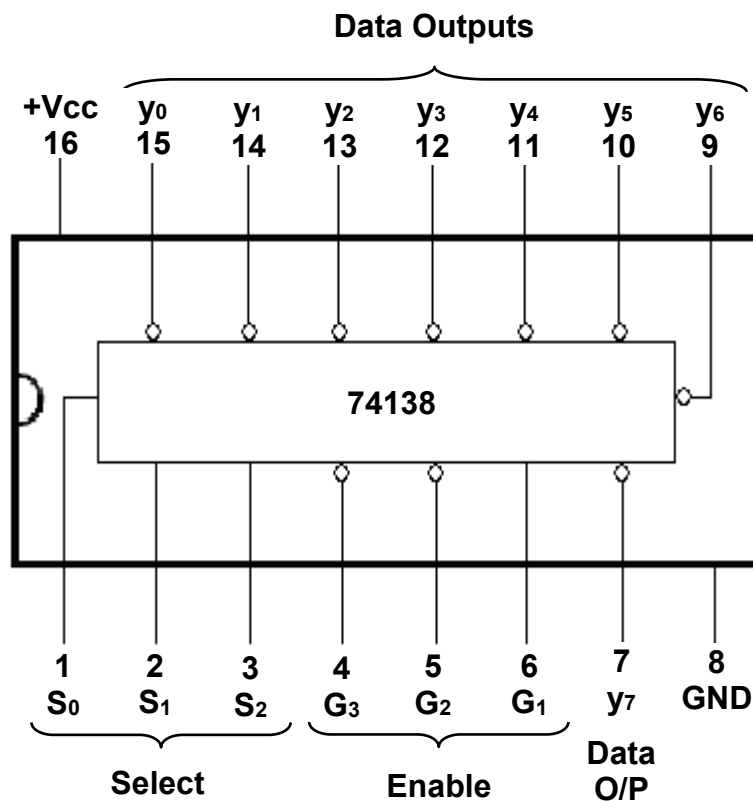 Data Outputs
+Vcc y₀ y₁ y₂ y₃ y₄ y₅ y₆
16 15 14 13 12 11 10 9
74138
1 2 3 4 5 6 7 8
S₀ S₁ S₂ G₃ G₂ G₁ y₇ GND
Select Enable Data
O/P